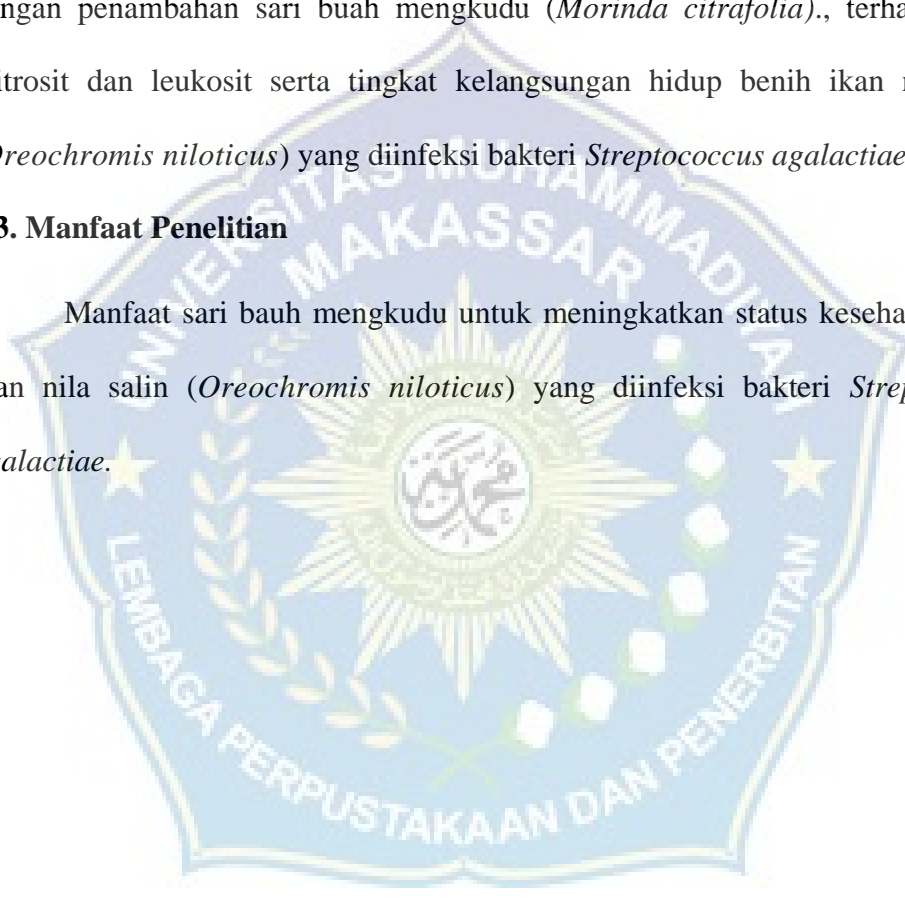 ngan penambahan sari buah mengkudu (Morinda citrafolia)., terha
itrosit dan leukosit serta tingkat kelangsungan hidup benih ikan
Oreochromis niloticus) yang diinfeksi bakteri Streptococcus agalactiae
3. Manfaat Penelitian
Manfaat sari bauh mengkudu untuk meningkatkan status keseha
an nila salin (Oreochromis niloticus) yang diinfeksi bakteri Strep
galactiae.
UNIVERSITAS MUHAMMADIYAH
MAKASSAR
LEMBAGA PERPUSTAKAAN DAN PENERBITAN